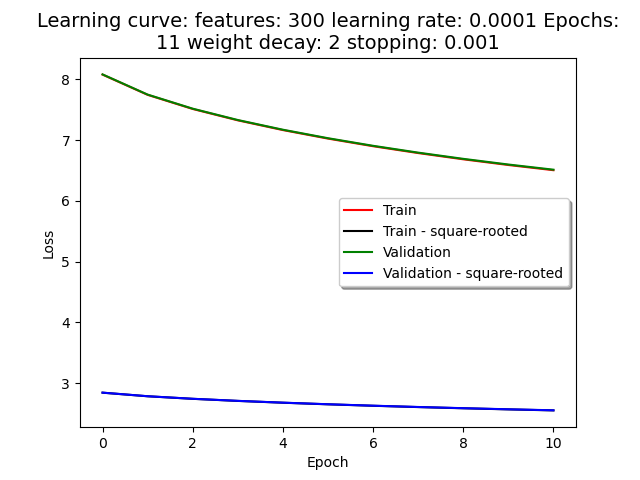 Learning curve: features: 300 learning rate: 0.0001 Epochs:
11 weight decay: 2 stopping: 0.001
8
7
6
5
4
3
Loss
Train
Train - square-rooted
Validation
Validation - square-rooted
0 2 4 6 8 10
Epoch